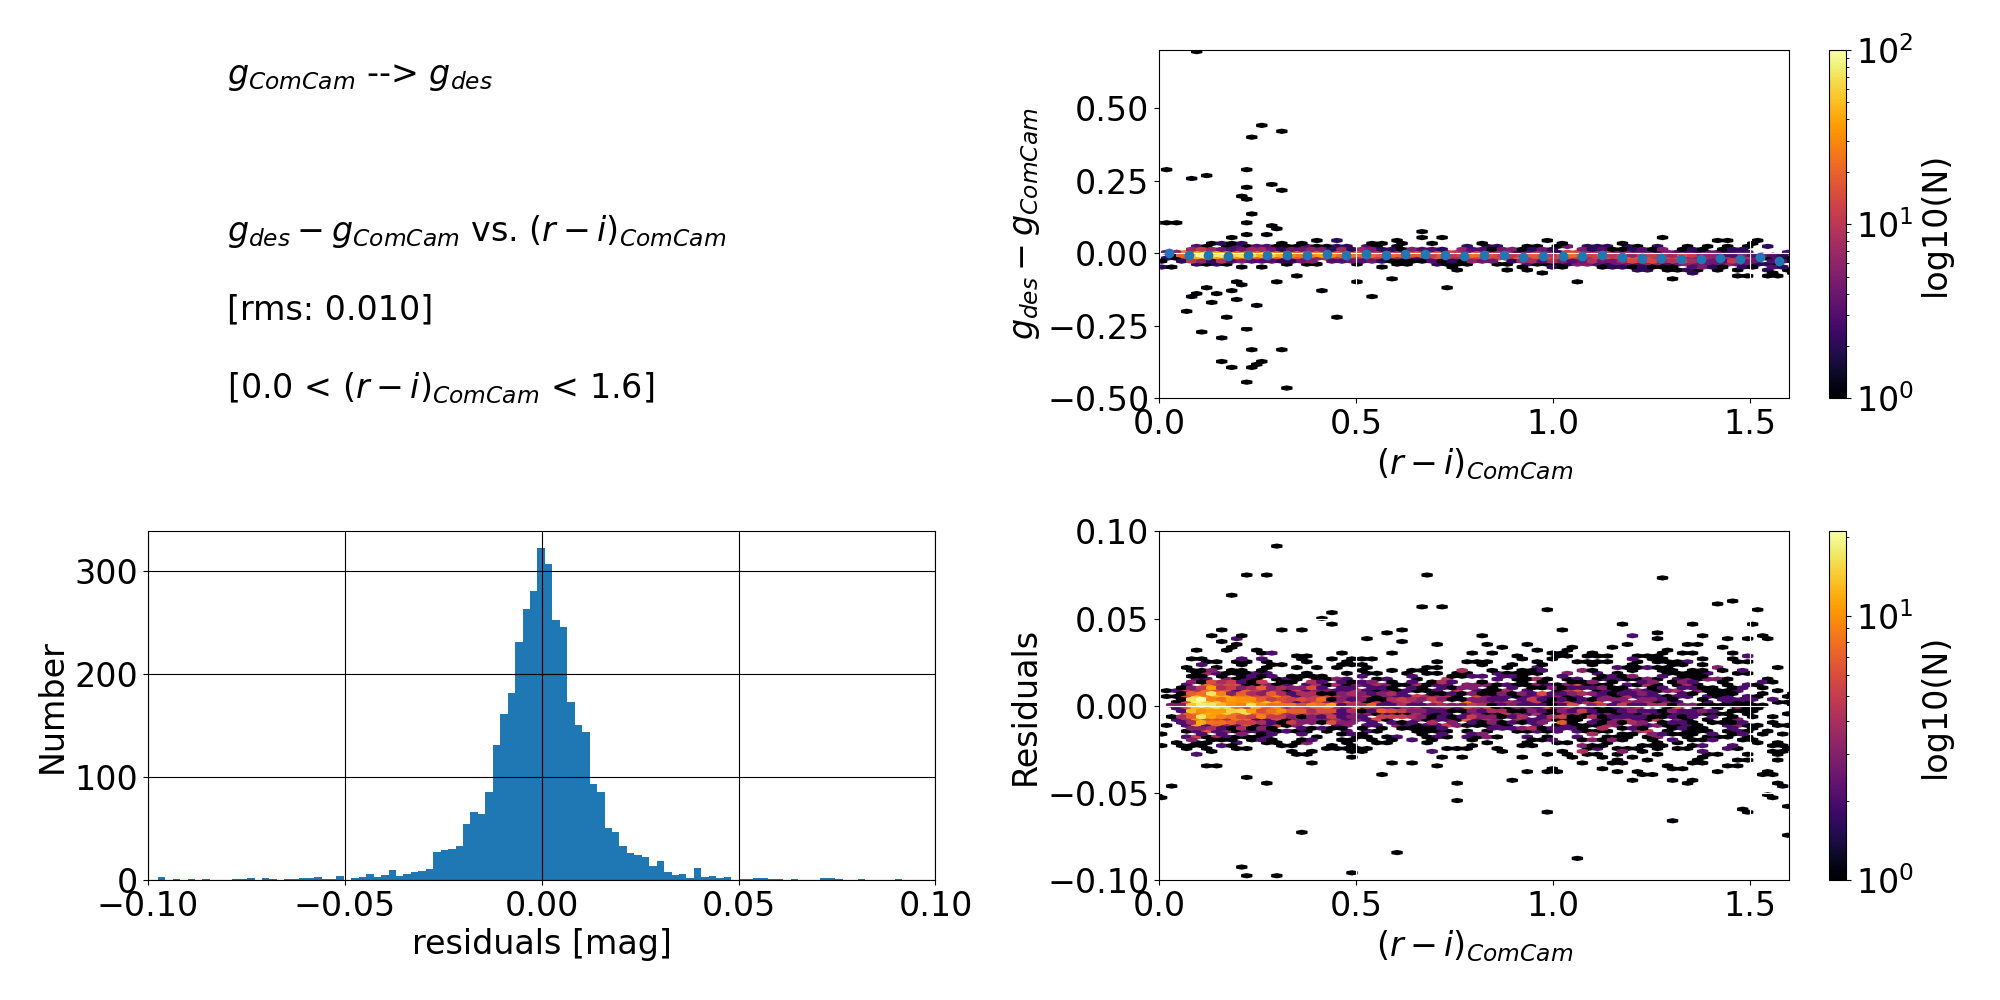 g_ComCam --> g_des
g_des − g_ComCam vs. (r − i)_ComCam
[rms: 0.010]
[0.0 < (r − i)_ComCam < 1.6]
g_des − g_ComCam
0.50
0.25
0.00
−0.25
−0.50
0.0 0.5 1.0 1.5
(r − i)_ComCam
10^2
10^1
10^0
log10(N)
Number
300
200
100
0
−0.10 −0.05 0.00 0.05 0.10
residuals [mag]
Residuals
0.10
0.05
0.00
−0.05
−0.10
0.0 0.5 1.0 1.5
(r − i)_ComCam
10^1
10^0
log10(N)